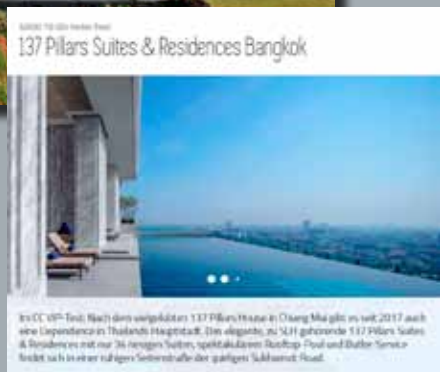 137 Pillars Suites & Residences Bangkok
Im CC VIP-Test: Nach dem vielgelobten 137 Pillars House in Chiang Mai gibt es seit 2017 auch
eine Dependence in Thailands Hauptstadt. Das elegante, zu SLH gehörende 137 Pillars Suites
& Residences mit nur 34 riesigen Suiten, spektakulärem Rooftop-Pool und Butler-Service
findet sich in einer ruhigen Seitenstraße der quirligen Sukhumvit Road.